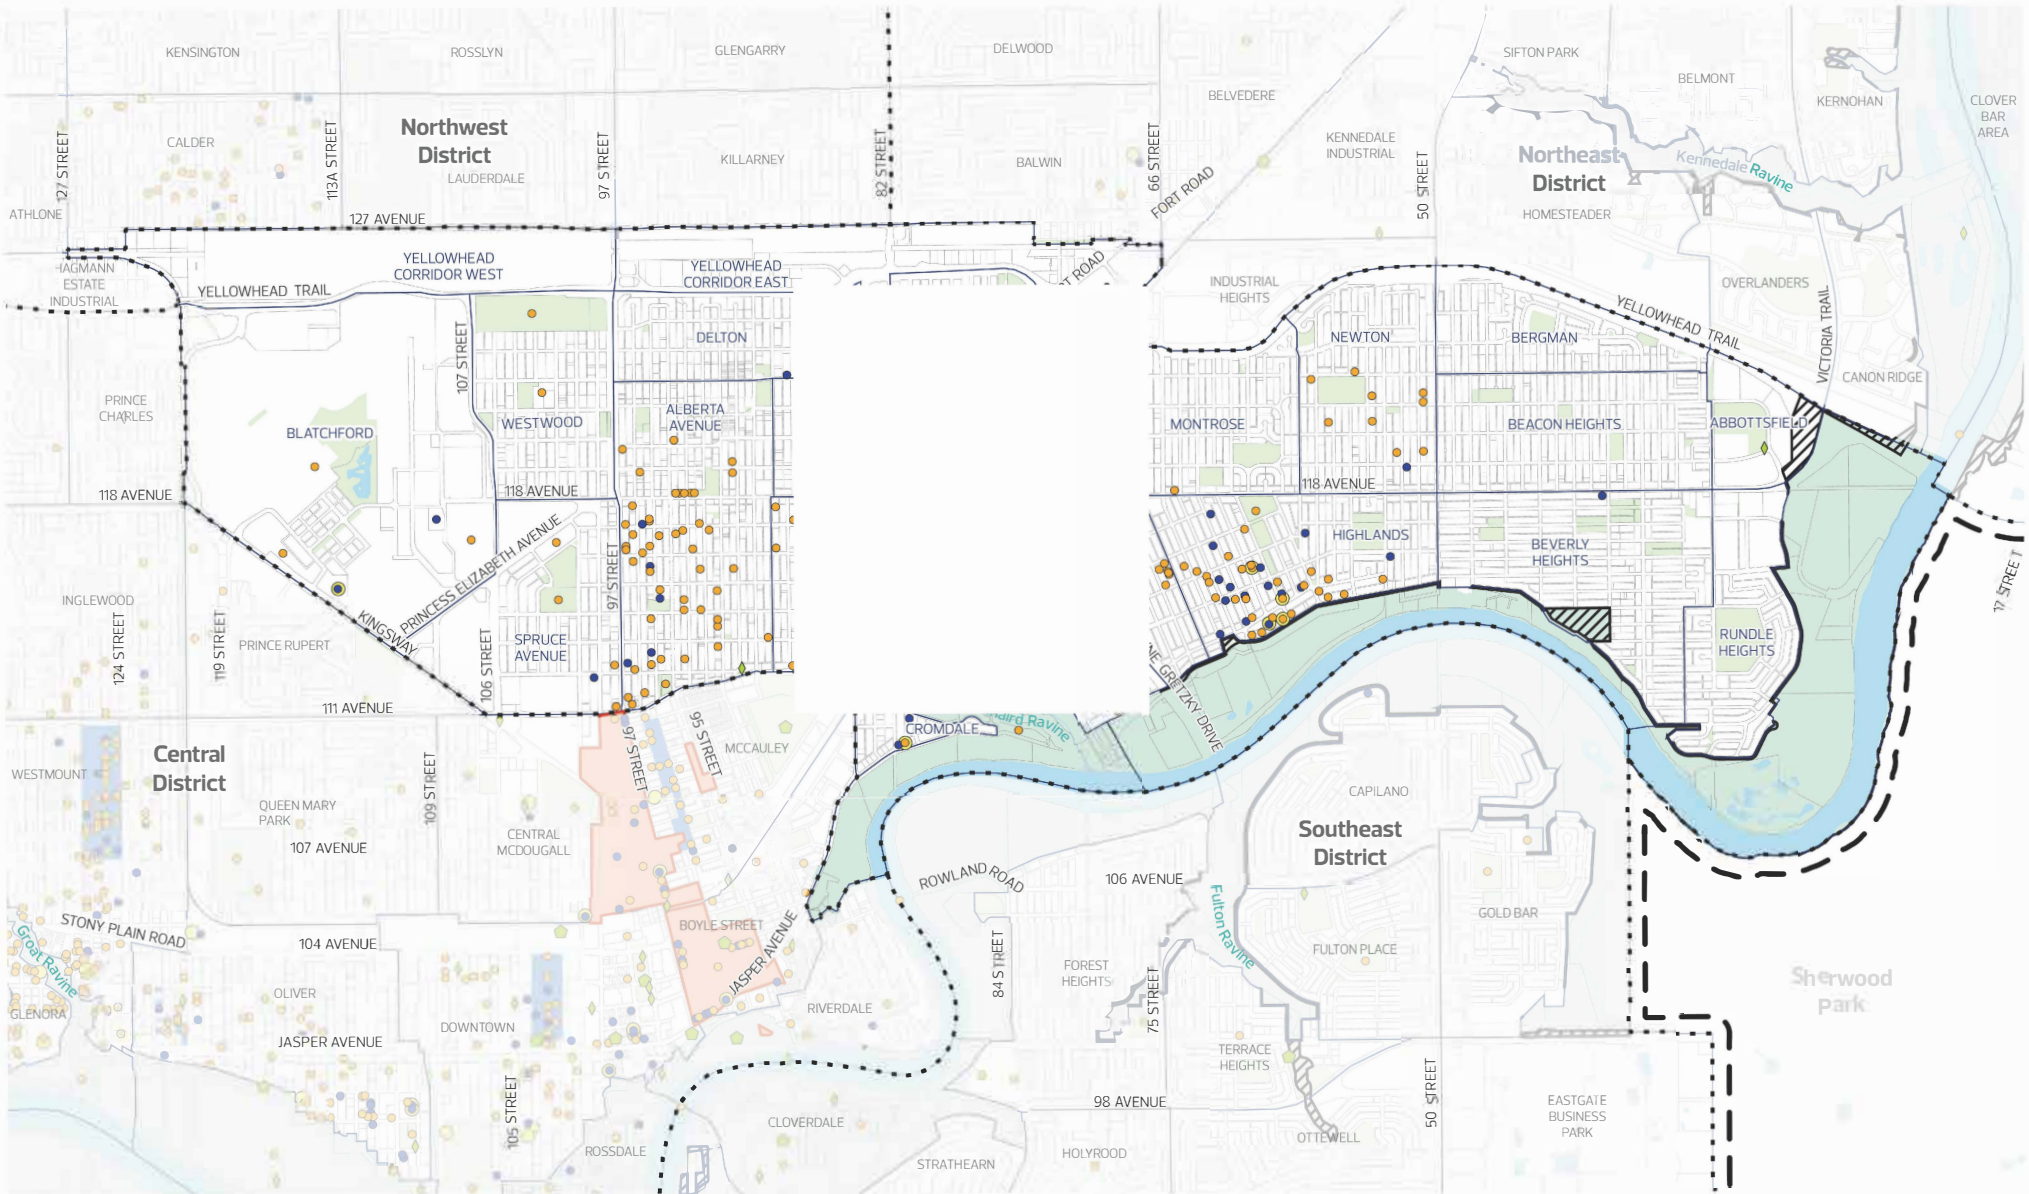 KENSINGTON
ROSSLYN
GLENGARRY
DELWOOD
SIFTON PARK
BELMONT
BELVEDERE
KERNOHAN
CLOVER
BAR
AREA
CALDER
Northwest
District
LAUDERDALE
KILLARNEY
BALWIN
KENNEDALE
INDUSTRIAL
Northeast
District
Kennedale Ravine
127 STREET
113A STREET
97 STREET
82 STREET
66 STREET
FORT ROAD
50 STREET
ATHLONE
127 AVENUE
HOMESTEADER
HAGMANN
ESTATE
INDUSTRIAL
YELLOWHEAD
CORRIDOR WEST
YELLOWHEAD
CORRIDOR EAST
RT ROAD
YELLOWHEAD TRAIL
INDUSTRIAL
HEIGHTS
OVERLANDERS
YELLOWHEAD TRAIL
VICTORIA TRAIL
107 STREET
DELTON
NEWTON
BERGMAN
CANON RIDGE
PRINCE
CHARLES
BLATCHFORD
WESTWOOD
ALBERTA
AVENUE
MONTROSE
BEACON HEIGHTS
ABBOTTSFIELD
118 AVENUE
118 AVENUE
118 AVENUE
HIGHLANDS
BEVERLY
HEIGHTS
PRINCESS ELIZABETH AVENUE
97 STREET
17 STREET
INGLEWOOD
124 STREET
119 STREET
PRINCE RUPERT
KINGSWAY
106 STREET
SPRUCE
AVENUE
RUNDLE
HEIGHTS
NE GRETZKY DRIVE
111 AVENUE
95 STREET
97 STREET
MCCAULEY
CROMDALE
aird Ravine
Central
District
WESTMOUNT
109 STREET
QUEEN MARY
PARK
107 AVENUE
CENTRAL
MCDOUGALL
CAPILANO
Southeast
District
ROWLAND ROAD
106 AVENUE
Fulton Ravine
GOLD BAR
STONY PLAIN ROAD
Groat Ravine
104 AVENUE
BOYLE STREET
JASPER AVENUE
84 STREET
FOREST
HEIGHTS
75 STREET
FULTON PLACE
Sherwood
Park
OLIVER
GLENORA
DOWNTOWN
RIVERDALE
JASPER AVENUE
TERRACE
HEIGHTS
50 STREET
105 STREET
98 AVENUE
CLOVERDALE
EASTGATE
BUSINESS
PARK
ROSSDALE
STRATHEARN
HOLYROOD
OTTEWELL